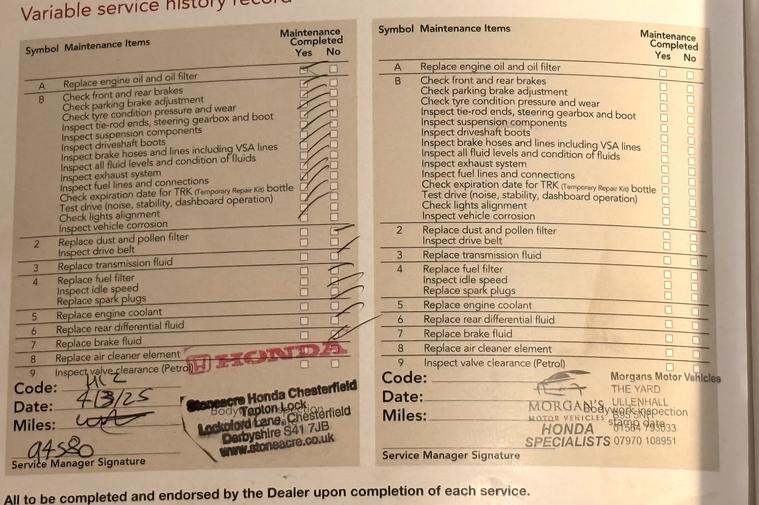 Variable service history record
Symbol Maintenance Items
Maintenance
Completed
Yes No
A Replace engine oil and oil filter
B Check front and rear brakes
Check parking brake adjustment
Check tyre condition pressure and wear
Inspect tie-rod ends, steering gearbox and boot
Inspect suspension components
Inspect driveshaft boots
Inspect brake hoses and lines including VSA lines
Inspect all fluid levels and condition of fluids
Inspect exhaust system
Inspect fuel lines and connections
Check expiration date for TRK (Temporary Repair Kit) bottle
Test drive (noise, stability, dashboard operation)
Check lights alignment
Inspect vehicle corrosion
2 Replace dust and pollen filter
Inspect drive belt
3 Replace transmission fluid
4 Replace fuel filter
Inspect idle speed
Replace spark plugs
5 Replace engine coolant
6 Replace rear differential fluid
7 Replace brake fluid
8 Replace air cleaner element
9 Inspect valve clearance (Petrol)
HONDA
Code:
Date: 4/3/25
Miles:
94580
Service Manager Signature
Stoneacre Honda Chesterfield
Tapton Lock
Lockoford Lane, Chesterfield
Derbyshire S41 7JB
www.stoneacre.co.uk
Symbol Maintenance Items
Maintenance
Completed
Yes No
A Replace engine oil and oil filter
B Check front and rear brakes
Check parking brake adjustment
Check tyre condition pressure and wear
Inspect tie-rod ends, steering gearbox and boot
Inspect suspension components
Inspect driveshaft boots
Inspect brake hoses and lines including VSA lines
Inspect all fluid levels and condition of fluids
Inspect exhaust system
Inspect fuel lines and connections
Check expiration date for TRK (Temporary Repair Kit) bottle
Test drive (noise, stability, dashboard operation)
Check lights alignment
Inspect vehicle corrosion
2 Replace dust and pollen filter
Inspect drive belt
3 Replace transmission fluid
4 Replace fuel filter
Inspect idle speed
Replace spark plugs
5 Replace engine coolant
6 Replace rear differential fluid
7 Replace brake fluid
8 Replace air cleaner element
9 Inspect valve clearance (Petrol)
Code:
Date:
Miles:
Service Manager Signature
MORGAN'S
MOTOR VEHICLES
HONDA
SPECIALISTS
Morgans Motor Vehicles
THE YARD
ULLENHALL
Bodywork inspection
stamp date
07970 108951
All to be completed and endorsed by the Dealer upon completion of each service.